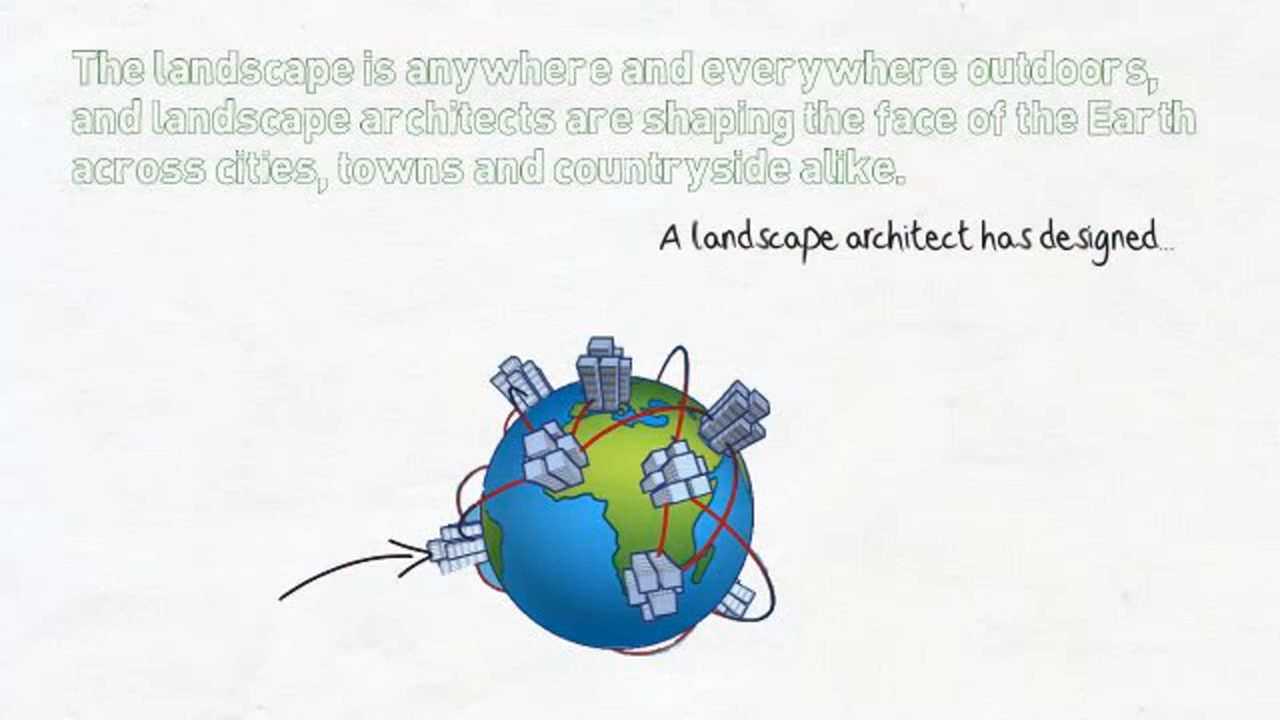 The landscape is anywhere and everywhere outdoors,
and landscape architects are shaping the face of the Earth
across cities, towns and countryside alike.
A landscape architect has designed...